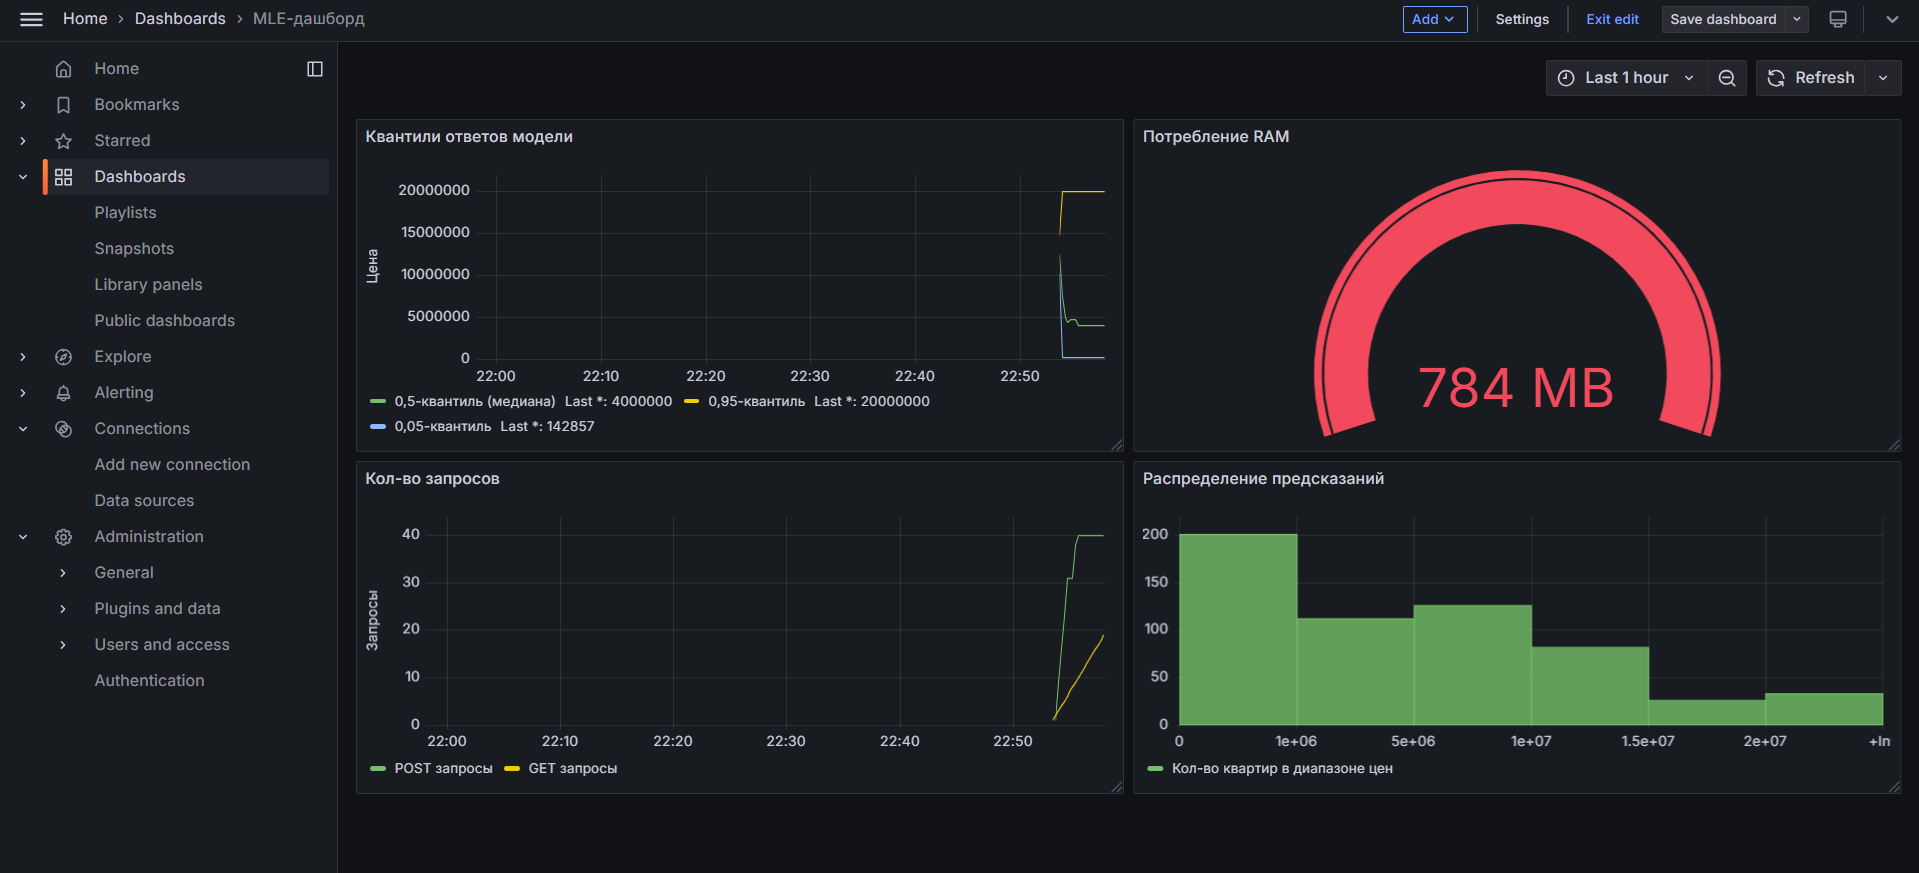 Home › Dashboards › MLE-дашборд
Add
Settings
Exit edit
Save dashboard
Home
Bookmarks
Starred
Dashboards
Playlists
Snapshots
Library panels
Public dashboards
Explore
Alerting
Connections
Add new connection
Data sources
Administration
General
Plugins and data
Users and access
Authentication
Last 1 hour
Refresh
Квантили ответов модели
Цена
20000000
15000000
10000000
5000000
0
22:00 22:10 22:20 22:30 22:40 22:50
0,5-квантиль (медиана) Last *: 4000000 0,95-квантиль Last *: 20000000
0,05-квантиль Last *: 142857
Потребление RAM
784 MB
Кол-во запросов
Запросы
40
30
20
10
0
22:00 22:10 22:20 22:30 22:40 22:50
POST запросы GET запросы
Распределение предсказаний
200
150
100
50
0
0 1e+06 5e+06 1e+07 1.5e+07 2e+07 +In
Кол-во квартир в диапазоне цен